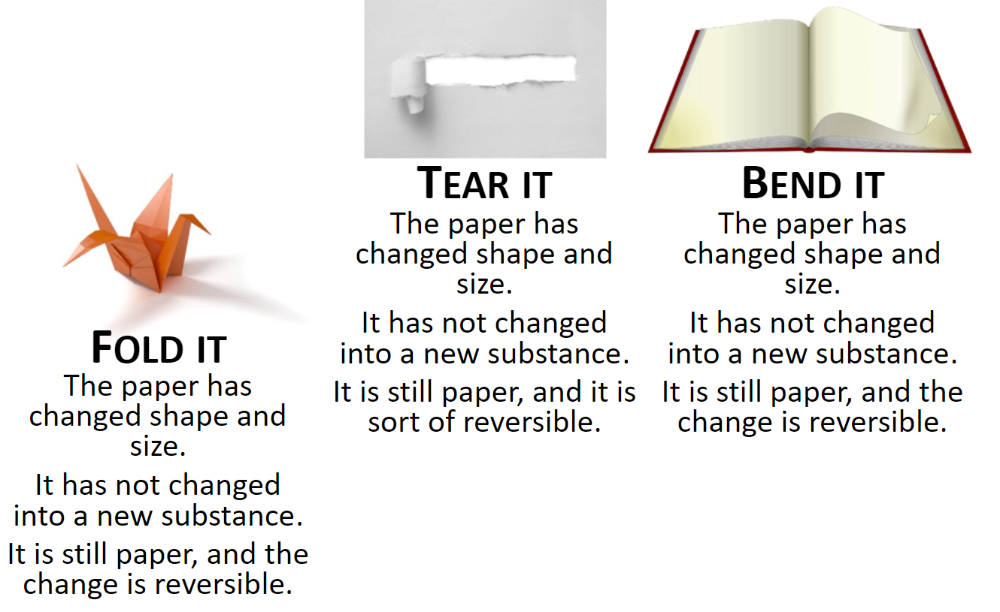 FOLD IT
The paper has
changed shape and
size.
It has not changed
into a new substance.
It is still paper, and the
change is reversible.
TEAR IT
The paper has
changed shape and
size.
It has not changed
into a new substance.
It is still paper, and it is
sort of reversible.
BEND IT
The paper has
changed shape and
size.
It has not changed
into a new substance.
It is still paper, and the
change is reversible.